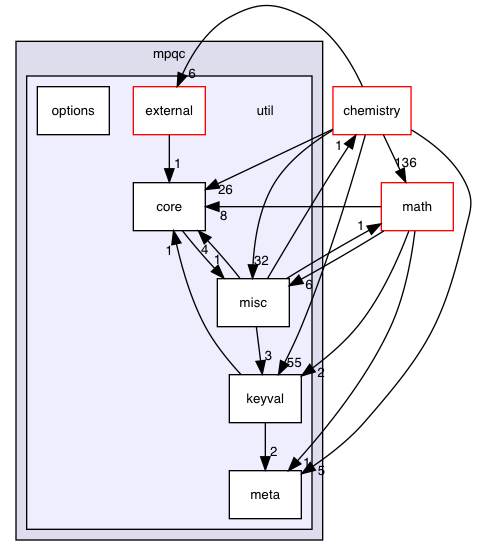 mpqc
6
options
external
util
chemistry
1
1
136
26
core
8
math
1
1
4
1
32
6
misc
3
55
2
keyval
2
1
5
meta